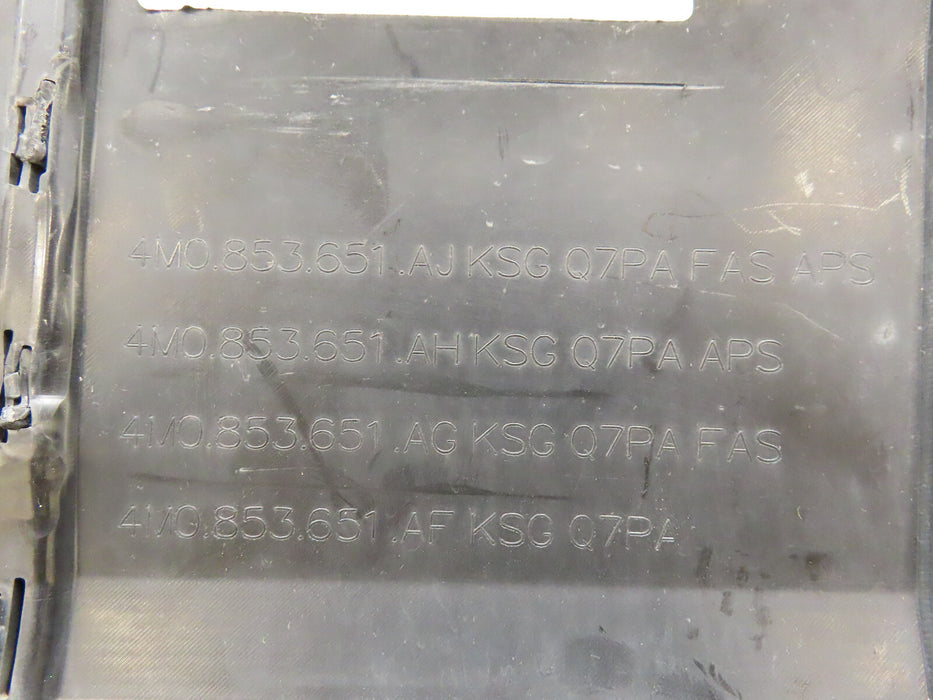 4M0.853.651.AJ KSG Q7PA FAS APS
4M0.853.651.AH KSG Q7PA APS
4M0.853.651.AG KSG Q7PA FAS
4M0.853.651.AF KSG Q7PA